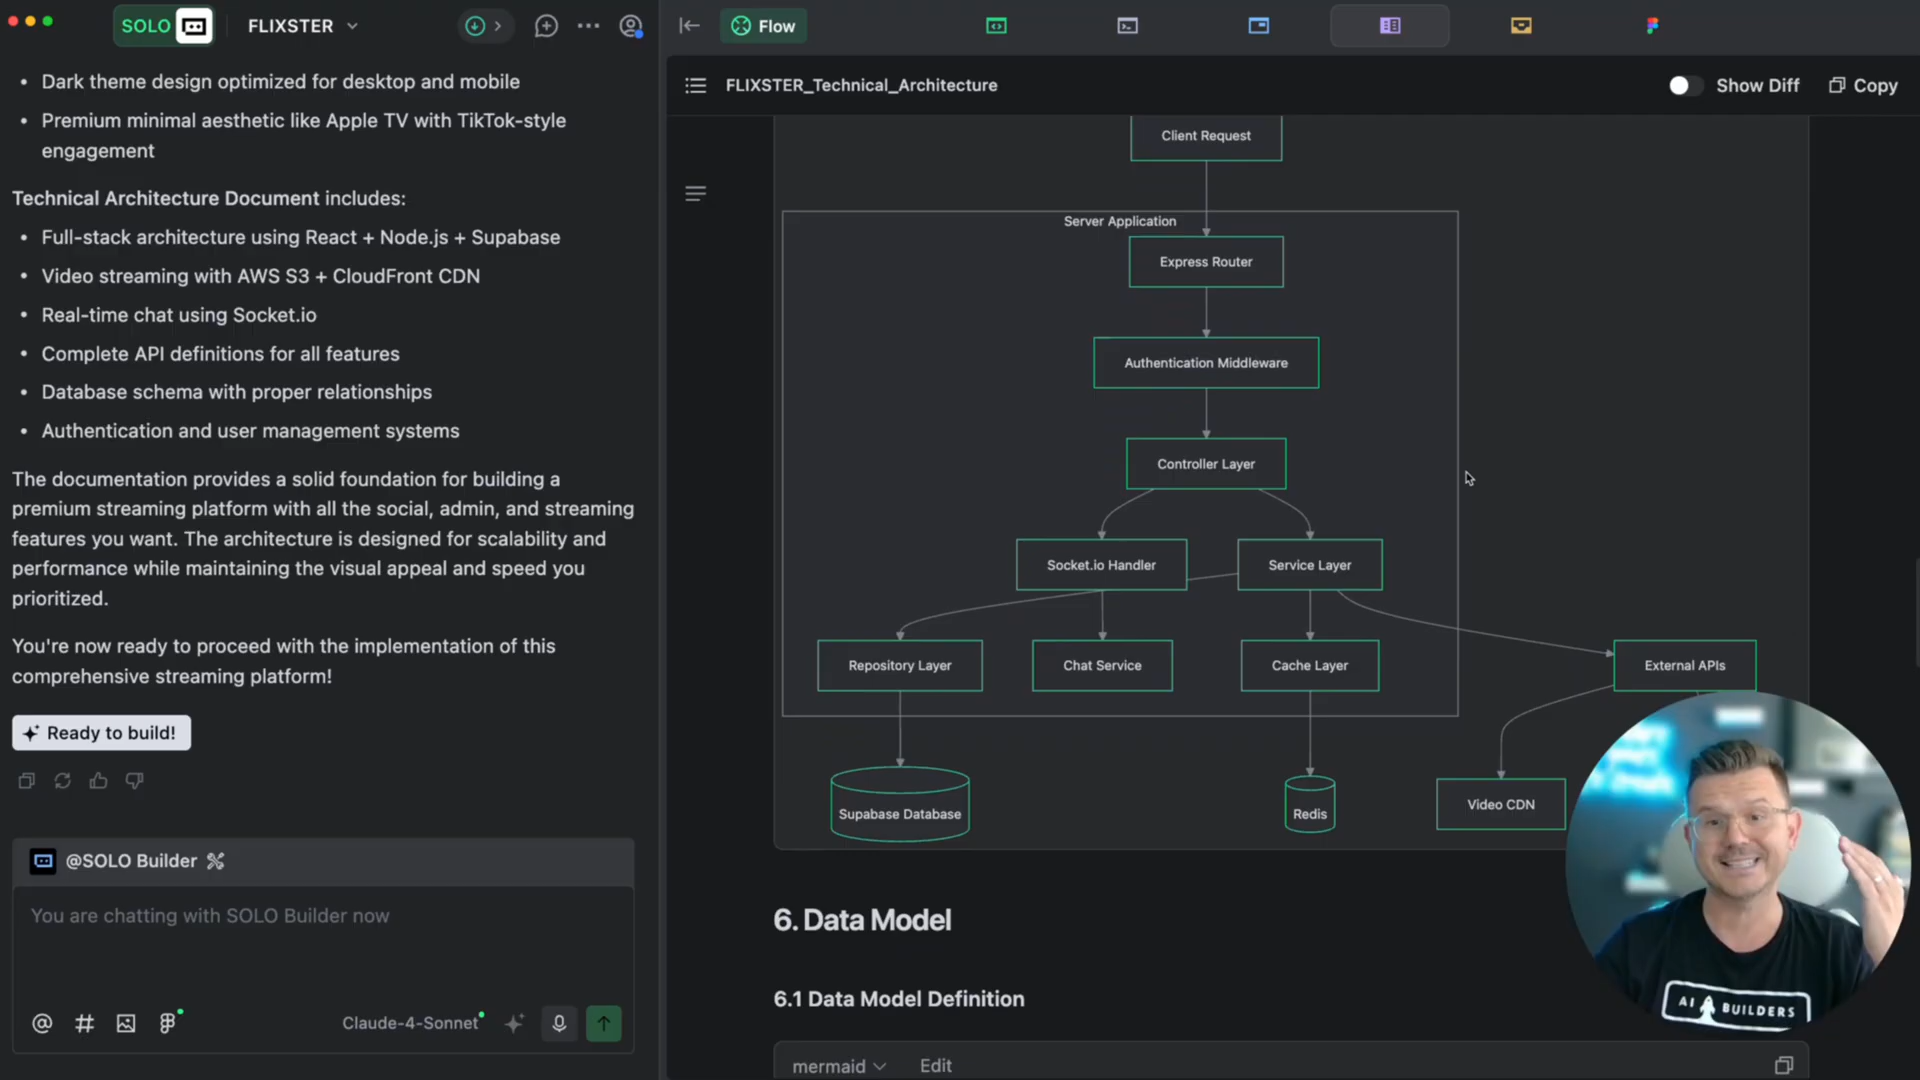 SOLO
FLIXSTER
• Dark theme design optimized for desktop and mobile
• Premium minimal aesthetic like Apple TV with TikTok-style
engagement
Technical Architecture Document includes:
• Full-stack architecture using React + Node.js + Supabase
• Video streaming with AWS S3 + CloudFront CDN
• Real-time chat using Socket.io
• Complete API definitions for all features
• Database schema with proper relationships
• Authentication and user management systems
The documentation provides a solid foundation for building a
premium streaming platform with all the social, admin, and streaming
features you want. The architecture is designed for scalability and
performance while maintaining the visual appeal and speed you
prioritized.
You're now ready to proceed with the implementation of this
comprehensive streaming platform!
Ready to build!
@SOLO Builder
You are chatting with SOLO Builder now
Claude-4-Sonnet
Flow
FLIXSTER_Technical_Architecture
Show Diff
Copy
Client Request
Server Application
Express Router
Authentication Middleware
Controller Layer
Socket.io Handler
Service Layer
Repository Layer
Chat Service
Cache Layer
External APIs
Supabase Database
Redis
Video CDN
6. Data Model
6.1 Data Model Definition
mermaid
Edit
AI BUILDERS